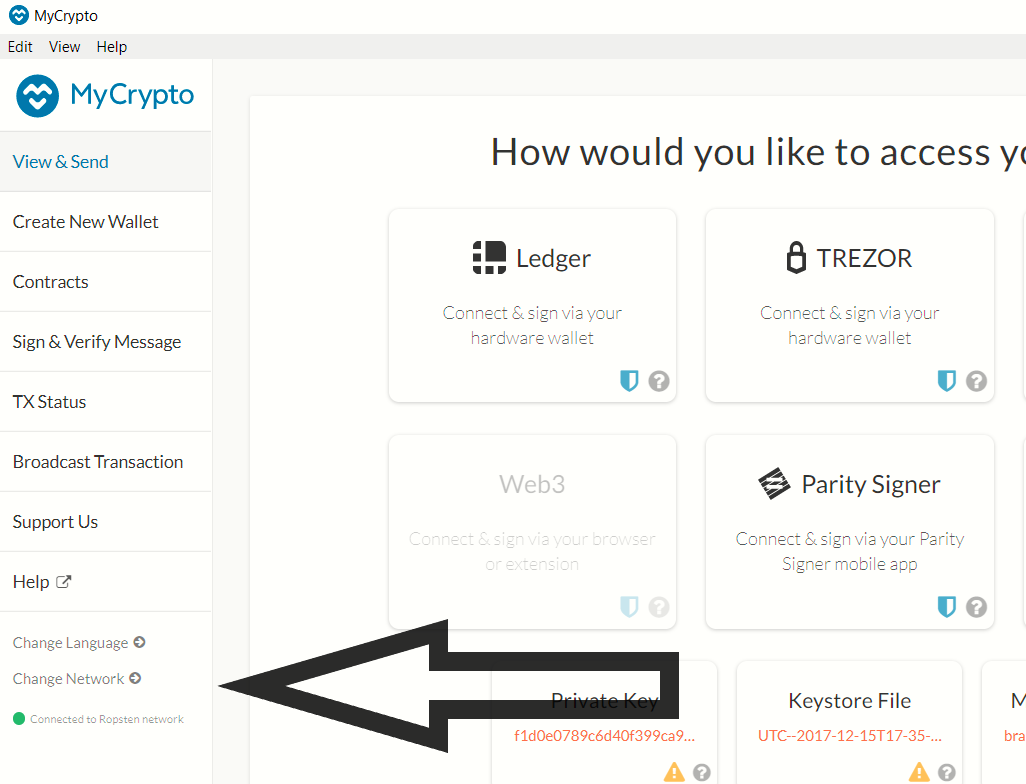 MyCrypto
Edit View Help
MyCrypto
View & Send
Create New Wallet
Contracts
Sign & Verify Message
TX Status
Broadcast Transaction
Support Us
Help
Change Language
Change Network
Connected to Ropsten network
How would you like to access yo
Ledger
Connect & sign via your
hardware wallet
TREZOR
Connect & sign via your
hardware wallet
Web3
Connect & sign via your browser
or extension
Parity Signer
Connect & sign via your Parity
Signer mobile app
Private Key
f1d0e0789c6d40f399ca9...
Keystore File
UTC--2017-12-15T17-35-...
M
bra